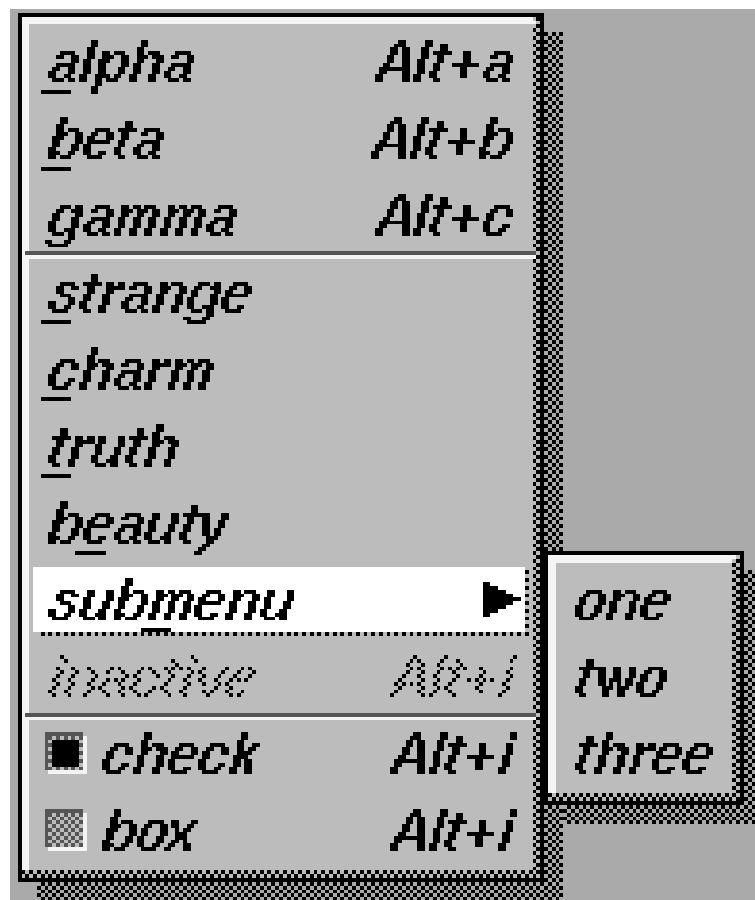 alpha Alt+a
beta Alt+b
gamma Alt+c
strange
charm
truth
beauty
submenu
inactive Alt+i
check Alt+i
box Alt+i
one
two
three